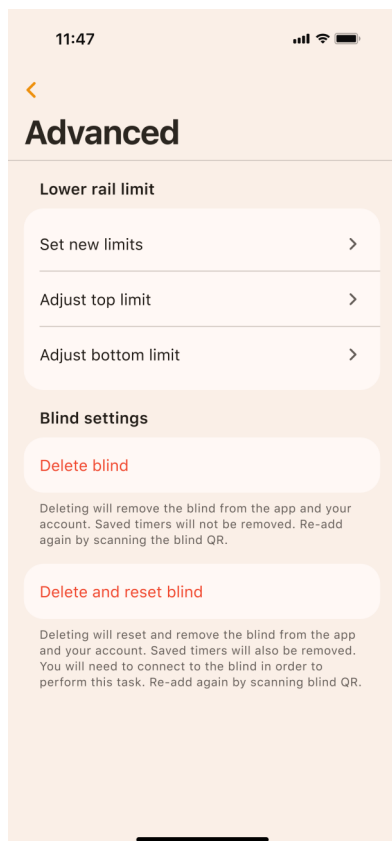 11:47
Advanced
Lower rail limit
Set new limits
Adjust top limit
Adjust bottom limit
Blind settings
Delete blind
Deleting will remove the blind from the app and your
account. Saved timers will not be removed. Re-add
again by scanning the blind QR.
Delete and reset blind
Deleting will reset and remove the blind from the app
and your account. Saved timers will also be removed.
You will need to connect to the blind in order to
perform this task. Re-add again by scanning blind QR.